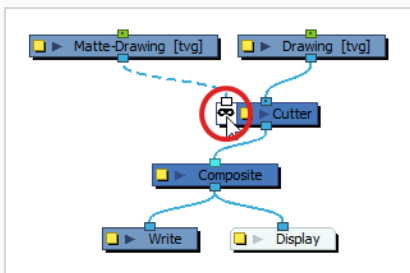 Matte-Drawing [tvg]
Drawing [tvg]
Cutter
Composite
Write
Display